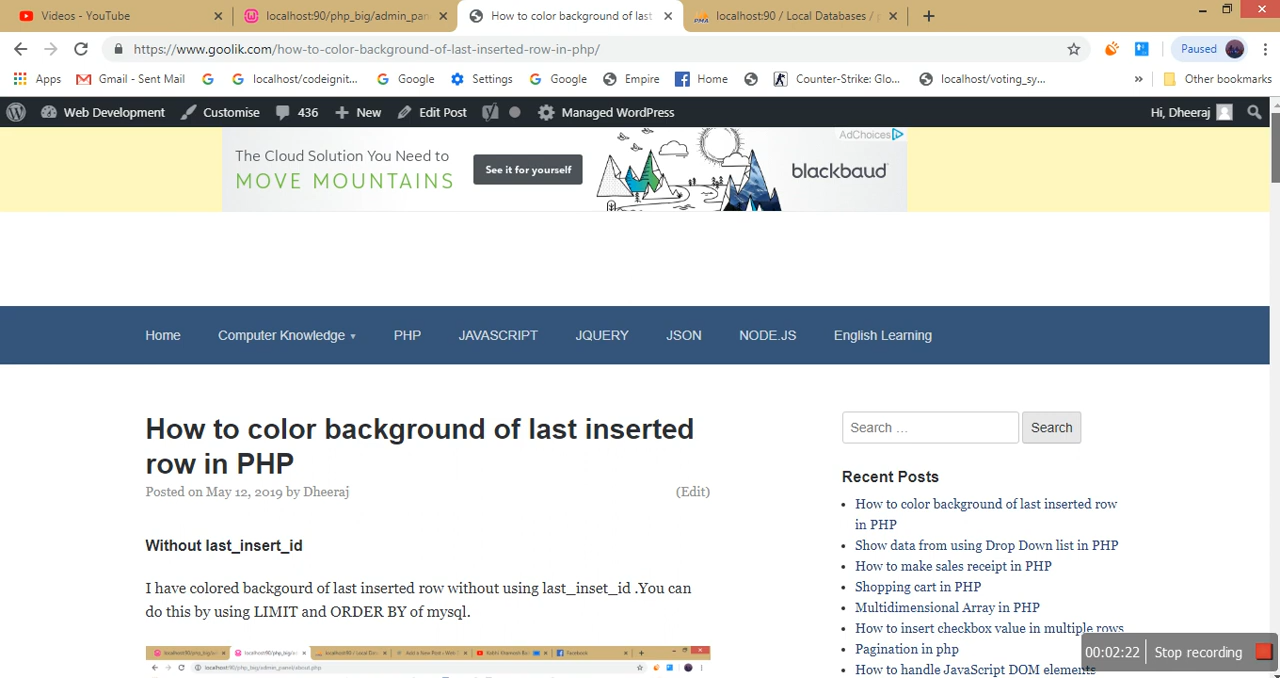 Videos - YouTube
localhost:90/php_big/admin_pan
How to color background of last
localhost:90 / Local Databases / p
https://www.goolik.com/how-to-color-background-of-last-inserted-row-in-php/
Paused
Apps
Gmail - Sent Mail
localhost/codeignit...
Google
Settings
Google
Empire
Home
Counter-Strike: Glo...
localhost/voting_sy...
»
Other bookmarks
Web Development
Customise
436
New
Edit Post
Managed WordPress
Hi, Dheeraj
The Cloud Solution You Need to
MOVE MOUNTAINS
See it for yourself
AdChoices
blackbaud
Home
Computer Knowledge
PHP
JAVASCRIPT
JQUERY
JSON
NODE.JS
English Learning
How to color background of last inserted
row in PHP
Posted on May 12, 2019 by Dheeraj
(Edit)
Without last_insert_id
I have colored backgourd of last inserted row without using last_inset_id .You can
do this by using LIMIT and ORDER BY of mysql.
localhost/90/php_big/admin_panel/about.php
Search …
Search
Recent Posts
How to color background of last inserted row
in PHP
Show data from using Drop Down list in PHP
How to make sales receipt in PHP
Shopping cart in PHP
Multidimensional Array in PHP
How to insert checkbox value in multiple rows
Pagination in php
How to handle JavaScript DOM elements
00:02:22
Stop recording